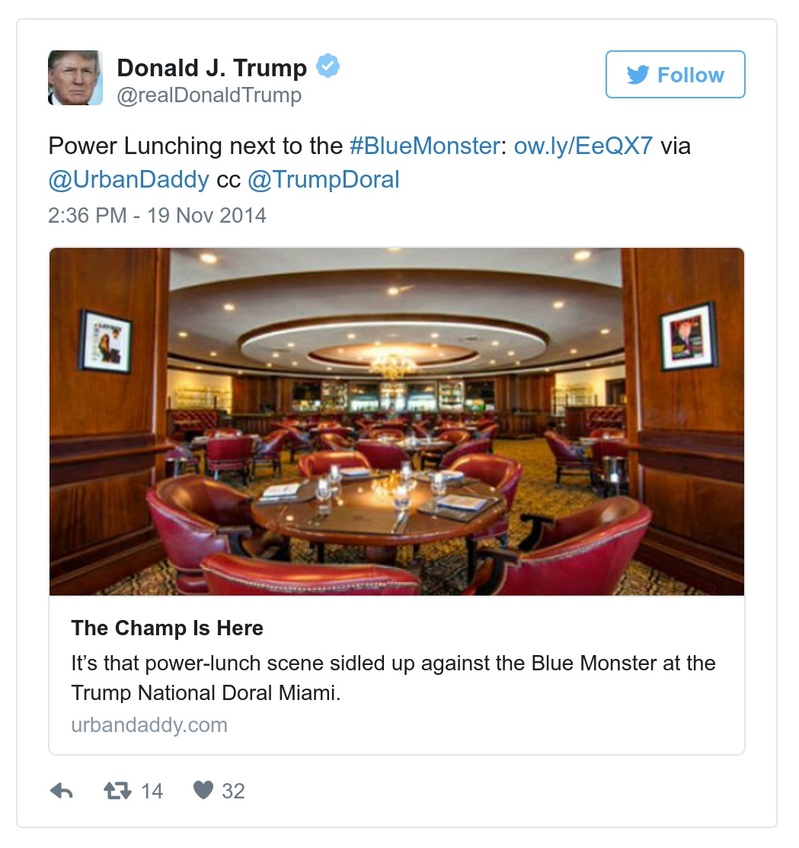 Donald J. Trump
@realDonaldTrump
Follow
Power Lunching next to the #BlueMonster: ow.ly/EeQX7 via
@UrbanDaddy cc @TrumpDoral
2:36 PM - 19 Nov 2014
The Champ Is Here
It’s that power-lunch scene sidled up against the Blue Monster at the
Trump National Doral Miami.
urbandaddy.com
14
32